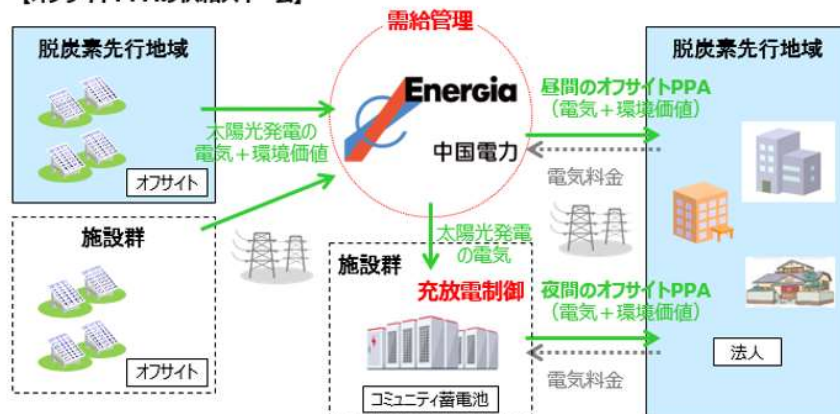 脱炭素先行地域
オフサイト
施設群
オフサイト
太陽光発電の
電気+環境価値
需給管理
Energia
中国電力
太陽光発電
の電気
施設群
充放電制御
コミュニティ蓄電池
昼間のオフサイトPPA
(電気+環境価値)
電気料金
夜間のオフサイトPPA
(電気+環境価値)
電気料金
脱炭素先行地域
法人